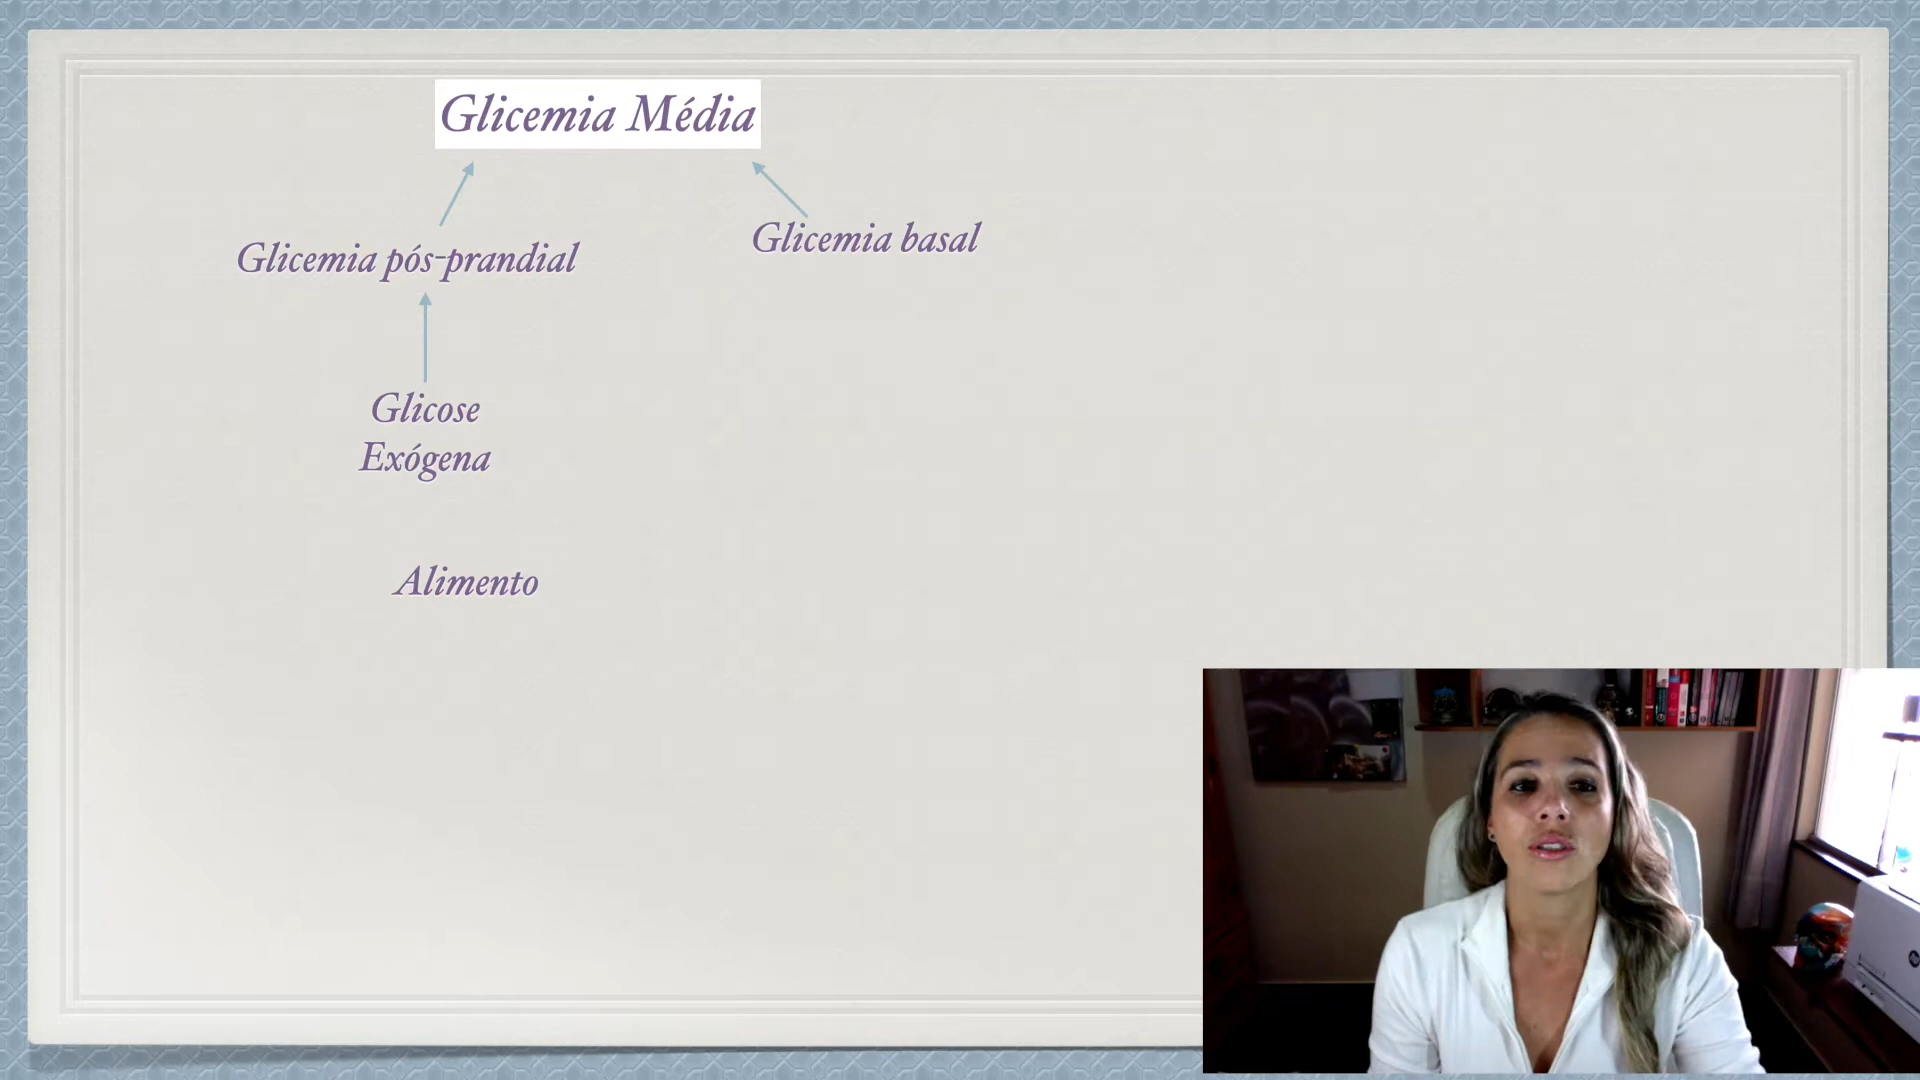 Glicemia Média
Glicemia pós-prandial
Glicemia basal
Glicose
Exógena
Alimento